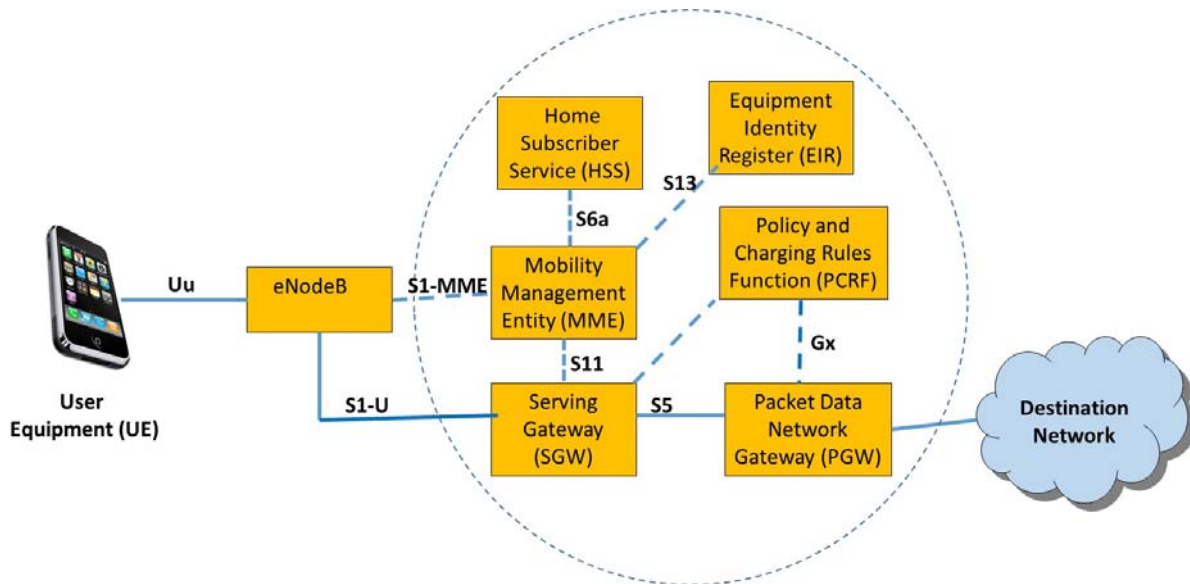 Home
Subscriber
Service (HSS)
Equipment
Identity
Register (EIR)
S13
S6a
Policy and
Charging Rules
Function (PCRF)
Uu
eNodeB
S1-MME
Mobility
Management
Entity (MME)
Gx
S11
User
Equipment (UE)
S1-U
Serving
Gateway
(SGW)
S5
Packet Data
Network
Gateway (PGW)
Destination
Network